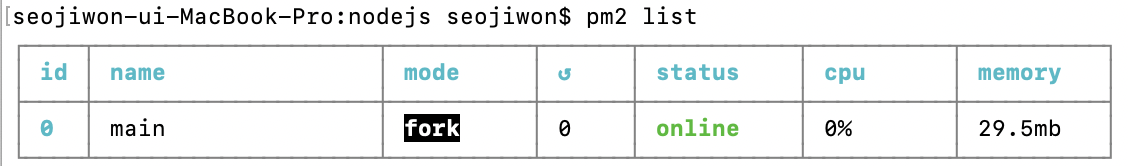 [seojiwon-ui-MacBook-Pro:nodejs seojiwon$ pm2 list
id name mode ↺ status cpu memory
0 main fork 0 online 0% 29.5mb